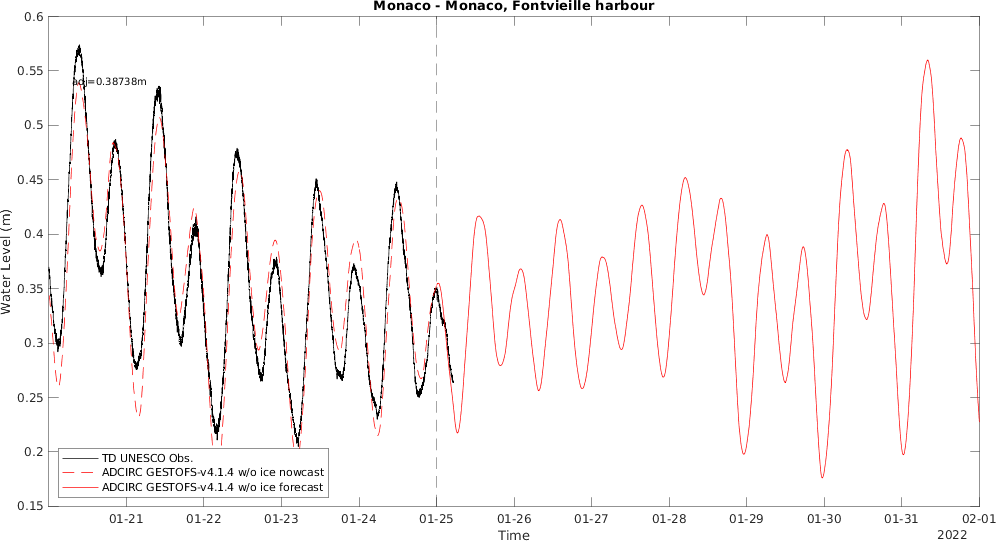 Monaco - Monaco, Fontvieille harbour
0.6
0.55
0.5
0.45
0.4
0.35
0.3
0.25
0.2
0.15
Water Level (m)
adj=0.38738m
TD UNESCO Obs.
ADCIRC GESTOFS-v4.1.4 w/o ice nowcast
ADCIRC GESTOFS-v4.1.4 w/o ice forecast
01-21 01-22 01-23 01-24 01-25 01-26 01-27 01-28 01-29 01-30 01-31 02-01
Time
2022